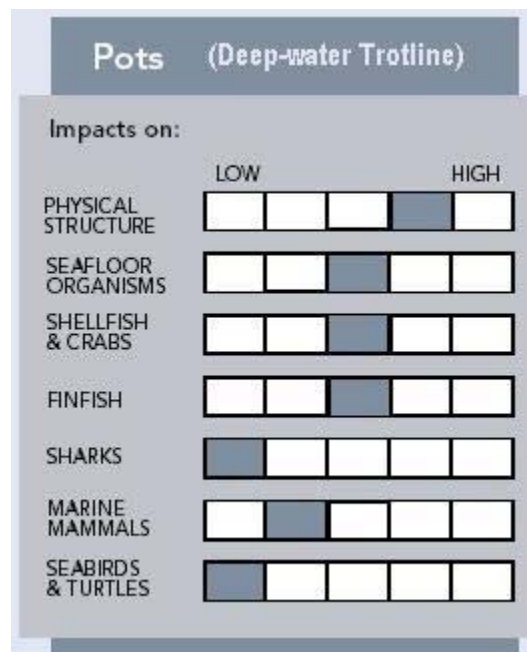 Pots (Deep-water Trotline)
Impacts on:
LOW HIGH
PHYSICAL
STRUCTURE
SEAFLOOR
ORGANISMS
SHELLFISH
& CRABS
FINFISH
SHARKS
MARINE
MAMMALS
SEABIRDS
& TURTLES